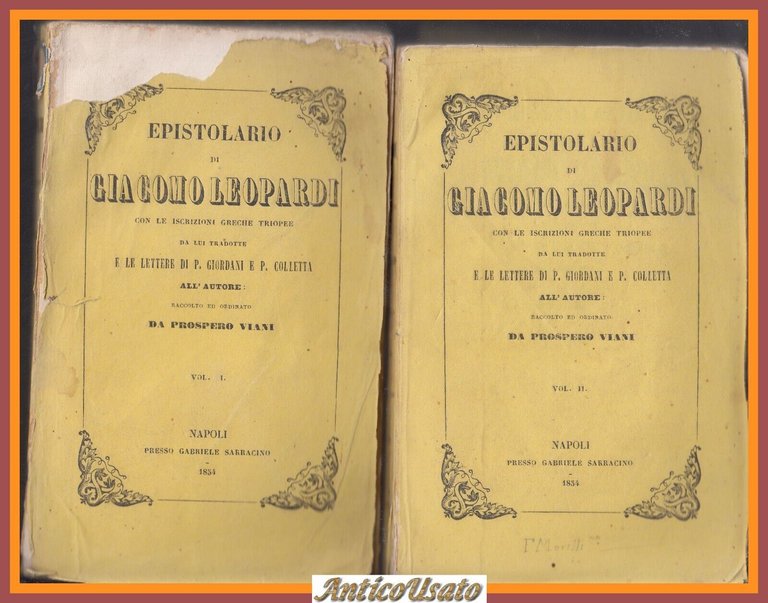 EPISTOLARIO
DI
GIACOMO LEOPARDI
CON LE ISCRIZIONI GRECHE TRIOPEE
DA LUI TRADOTTE
E LE LETTERE DI P. GIORDANI E P. COLLETTA
ALL' AUTORE:
RACCOLTO ED ORDINATO
DA PROSPERO VIANI
VOL. I.
NAPOLI
PRESSO GABRIELE SARRACINO
1854
EPISTOLARIO
DI
GIACOMO LEOPARDI
CON LE ISCRIZIONI GRECHE TRIOPEE
DA LUI TRADOTTE
E LE LETTERE DI P. GIORDANI E P. COLLETTA
ALL' AUTORE:
RACCOLTO ED ORDINATO
DA PROSPERO VIANI
VOL. II.
NAPOLI
PRESSO GABRIELE SARRACINO
1854
AnticoUsato